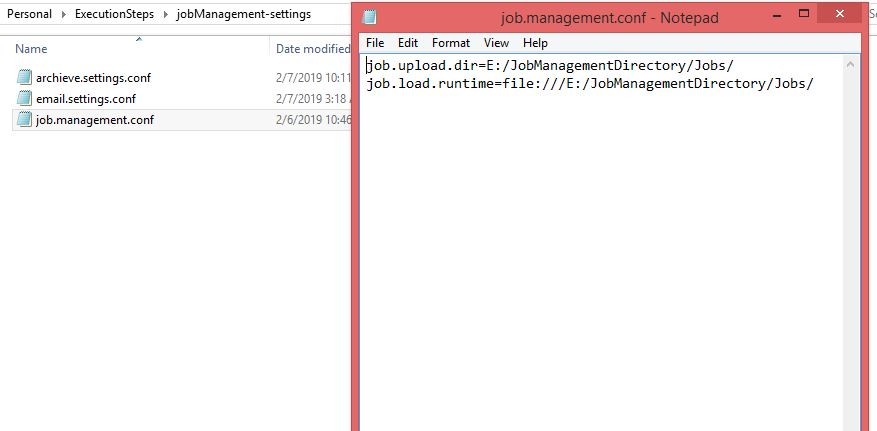 Personal ExecutionSteps jobManagement-settings
Name Date modified
archieve.settings.conf 2/7/2019 10:11
email.settings.conf 2/7/2019 3:18
job.management.conf 2/6/2019 10:46
job.management.conf - Notepad
File Edit Format View Help
job.upload.dir=E:/JobManagementDirectory/Jobs/
job.load.runtime=file:///E:/JobManagementDirectory/Jobs/